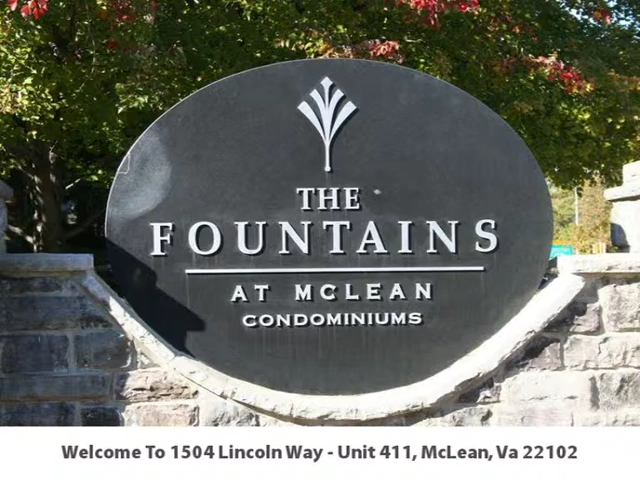 THE
FOUNTAINS
AT MCLEAN
CONDOMINIUMS
Welcome To 1504 Lincoln Way - Unit 411, McLean, Va 22102